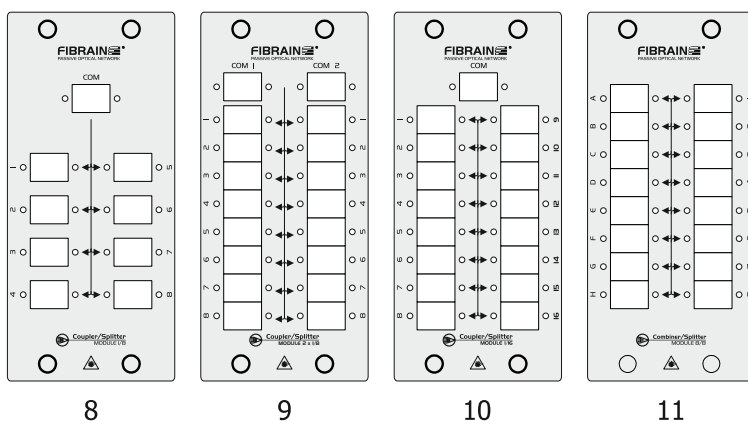 FIBRAIN
PASSIVE OPTICAL NETWORK
COM
1 5
2 6
3 7
4 8
Coupler/Splitter
MODULE 1/8
8
FIBRAIN
PASSIVE OPTICAL NETWORK
COM 1 COM 2
1 1
2 2
3 3
4 4
5 5
6 6
7 7
8 8
Coupler/Splitter
MODULE 2 x 1/8
9
FIBRAIN
PASSIVE OPTICAL NETWORK
COM
1 9
2 10
3 11
4 12
5 13
6 14
7 15
8 16
Coupler/Splitter
MODULE 1/16
10
FIBRAIN
PASSIVE OPTICAL NETWORK
A
B
C
D
E
F
G
H
Combiner/Splitter
MODULE 8/8
11